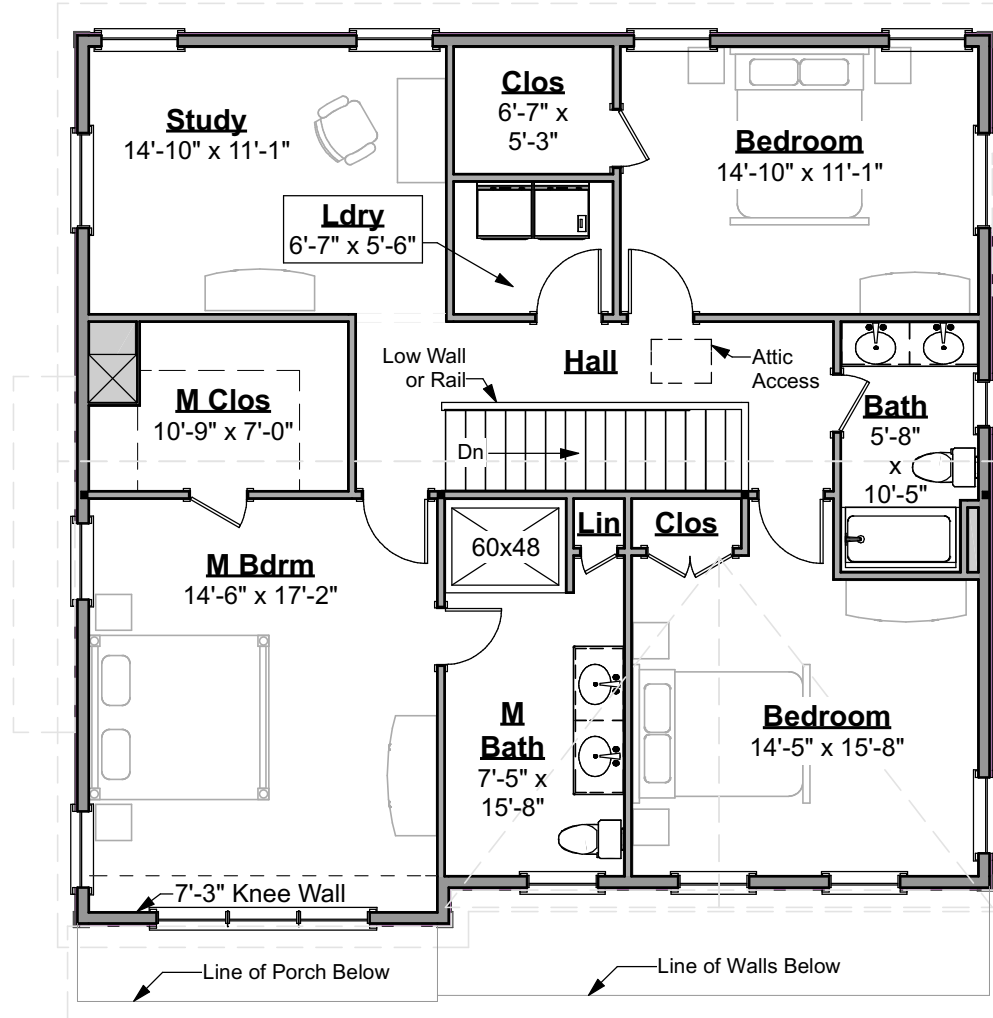 Study
14'-10" x 11'-1"
Clos
6'-7" x
5'-3"
Bedroom
14'-10" x 11'-1"
Ldry
6'-7" x 5'-6"
Low Wall
or Rail
Hall
Attic
Access
M Clos
10'-9" x 7'-0"
Dn
Bath
5'-8"
x
10'-5"
M Bdrm
14'-6" x 17'-2"
60x48
Lin
Clos
M
Bath
7'-5" x
15'-8"
Bedroom
14'-5" x 15'-8"
7'-3" Knee Wall
Line of Porch Below
Line of Walls Below